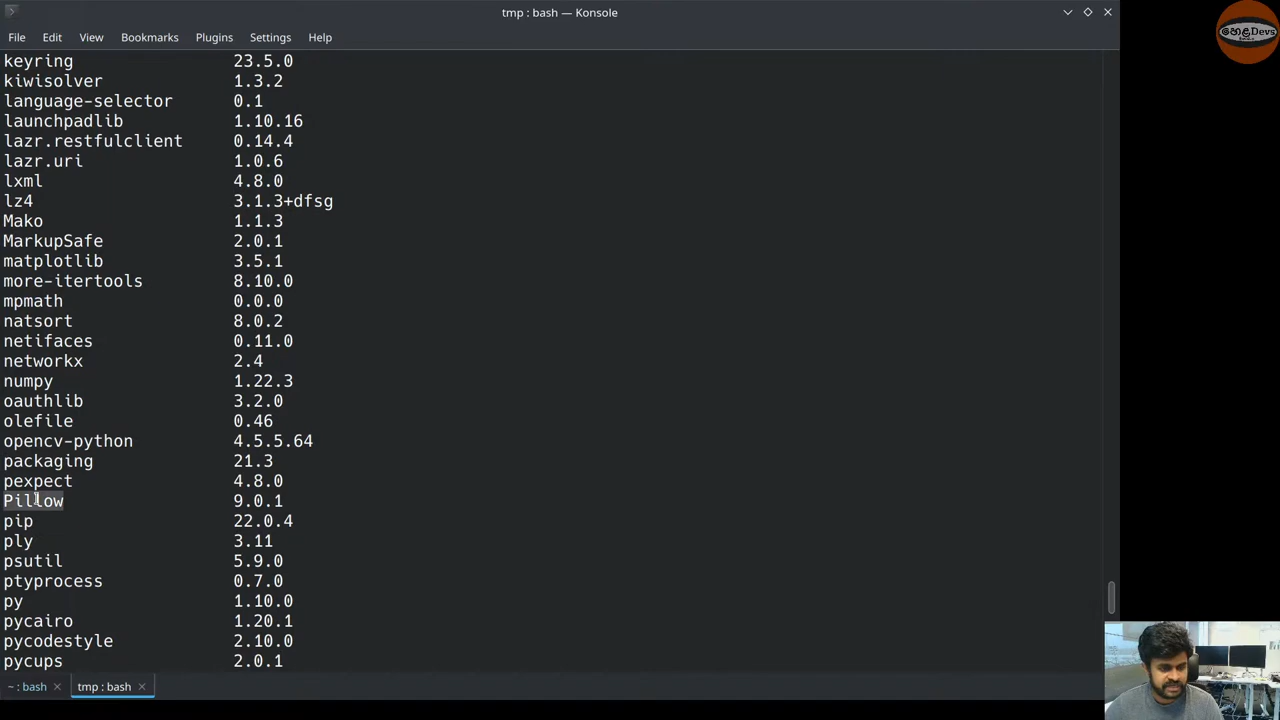 tmp : bash — Konsole
File Edit View Bookmarks Plugins Settings Help
keyring 23.5.0
kiwisolver 1.3.2
language-selector 0.1
launchpadlib 1.10.16
lazr.restfulclient 0.14.4
lazr.uri 1.0.6
lxml 4.8.0
lz4 3.1.3+dfsg
Mako 1.1.3
MarkupSafe 2.0.1
matplotlib 3.5.1
more-itertools 8.10.0
mpmath 0.0.0
natsort 8.0.2
netifaces 0.11.0
networkx 2.4
numpy 1.22.3
oauthlib 3.2.0
olefile 0.46
opencv-python 4.5.5.64
packaging 21.3
pexpect 4.8.0
Pillow 9.0.1
pip 22.0.4
ply 3.11
psutil 5.9.0
ptyprocess 0.7.0
py 1.10.0
pycairo 1.20.1
pycodestyle 2.10.0
pycups 2.0.1
~ : bash tmp : bash
හෙළDevs